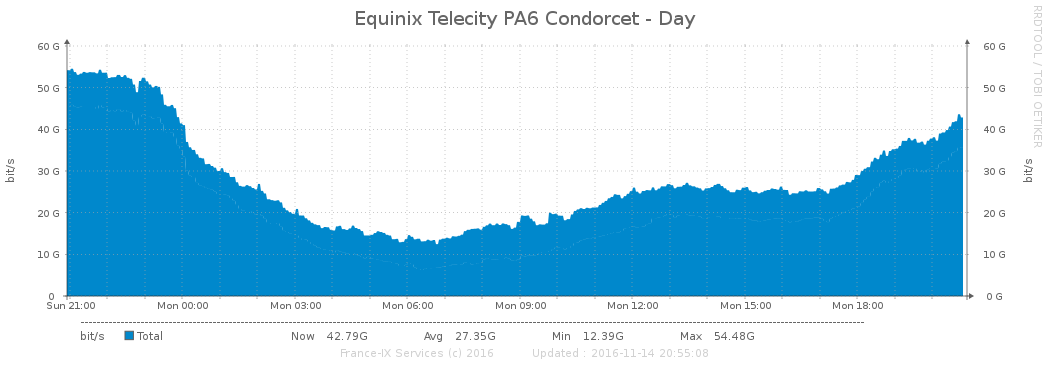 Equinix Telecity PA6 Condorcet - Day
RRDTOOL / TOBI OETIKER
60 G 60 G
50 G 50 G
40 G 40 G
30 G 30 G
20 G 20 G
10 G 10 G
0 0 G
bit/s bit/s
Sun 21:00 Mon 00:00 Mon 03:00 Mon 06:00 Mon 09:00 Mon 12:00 Mon 15:00 Mon 18:00
bit/s Total Now 42.79G Avg 27.35G Min 12.39G Max 54.48G
France-IX Services (c) 2016 Updated : 2016-11-14 20:55:08